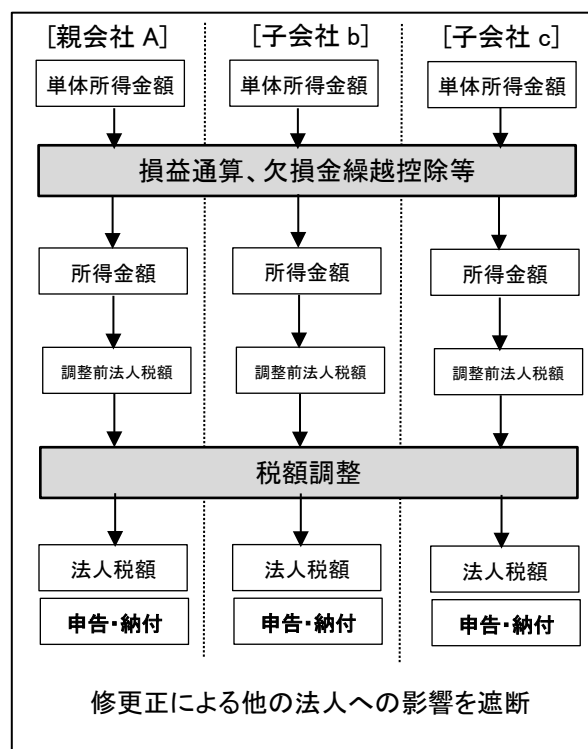 [親会社 A] [子会社 b] [子会社 c]
単体所得金額 単体所得金額 単体所得金額
損益通算、欠損金繰越控除等
所得金額 所得金額 所得金額
調整前法人税額 調整前法人税額 調整前法人税額
税額調整
法人税額 法人税額 法人税額
申告・納付 申告・納付 申告・納付
修更正による他の法人への影響を遮断